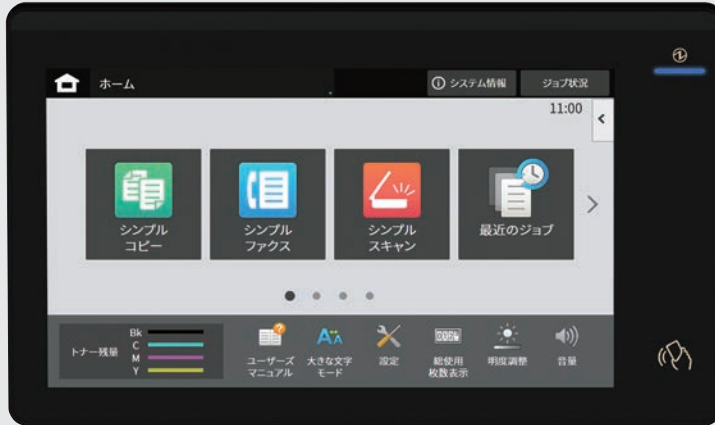 ホーム
システム情報
ジョブ状況
11:00
シンプル
コピー
シンプル
ファクス
シンプル
スキャン
最近のジョブ
トナー残量
Bk
C
M
Y
ユーザーズ
マニュアル
大きな文字
モード
設定
総使用
枚数表示
明度調整
音量